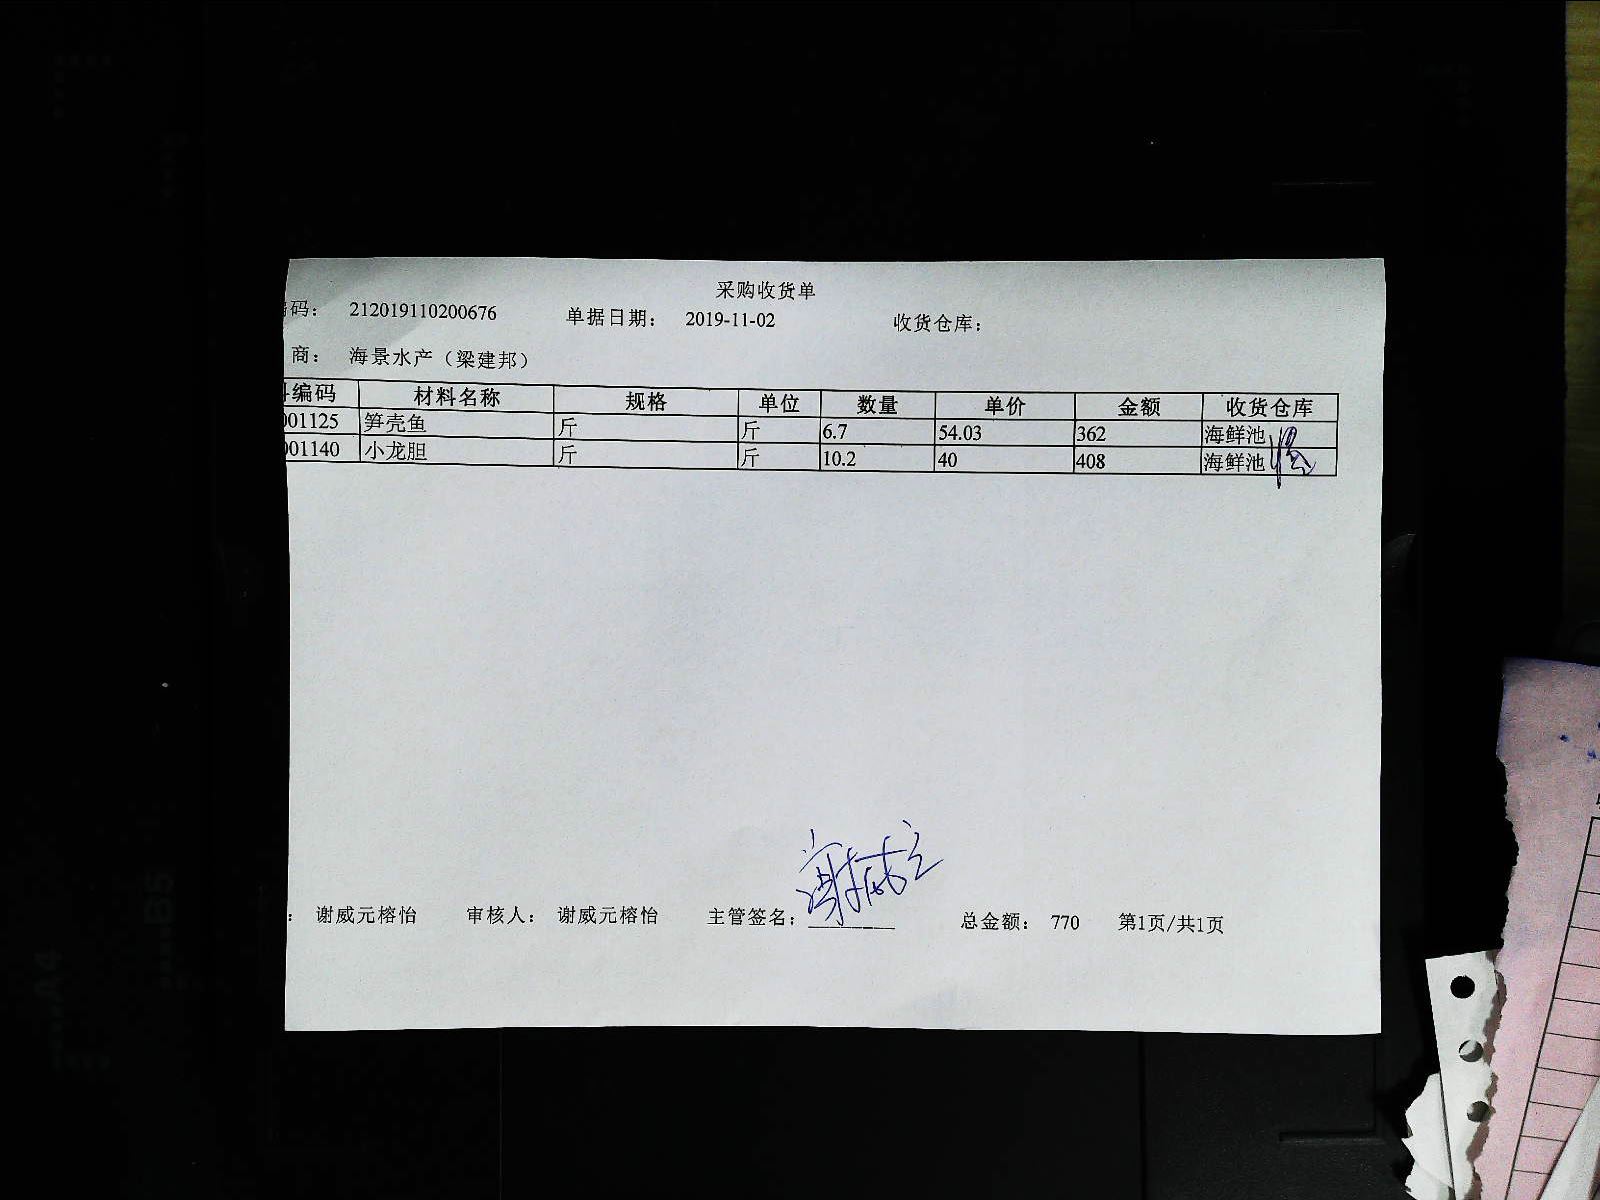 采购收货单
编码： 212019110200676 单据日期： 2019-11-02 收货仓库：
商： 海景水产（梁建邦）
编码 材料名称 规格 单位 数量 单价 金额 收货仓库
001125 笋壳鱼 斤 斤 6.7 54.03 362 海鲜池
001140 小龙胆 斤 斤 10.2 40 408 海鲜池
： 谢威元榕怡 审核人： 谢威元榕怡 主管签名： 总金额： 770 第1页/共1页